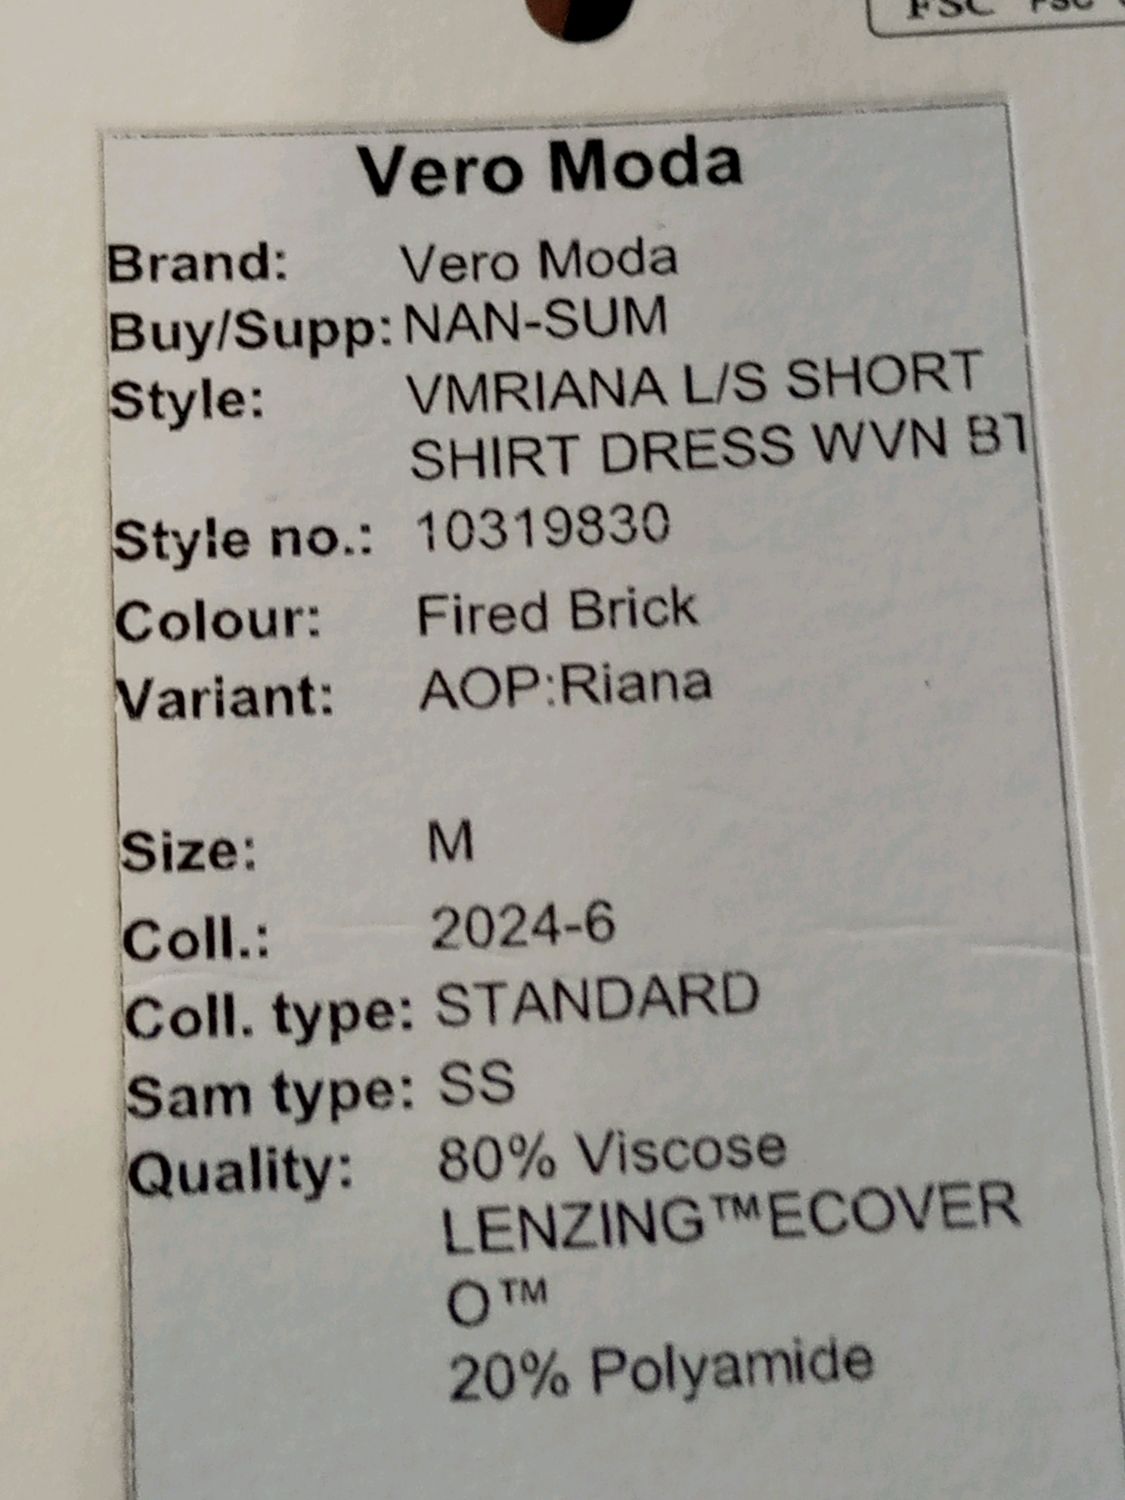 FSC FSC
Vero Moda
Brand: Vero Moda
Buy/Supp: NAN-SUM
Style: VMRIANA L/S SHORT
SHIRT DRESS WVN
Style no.: 10319830
Colour: Fired Brick
Variant: AOP:Riana
Size: M
Coll.: 2024-6
Coll. type: STANDARD
Sam type: SS
Quality: 80% Viscose
LENZING™ECOVER
O™
20% Polyamide